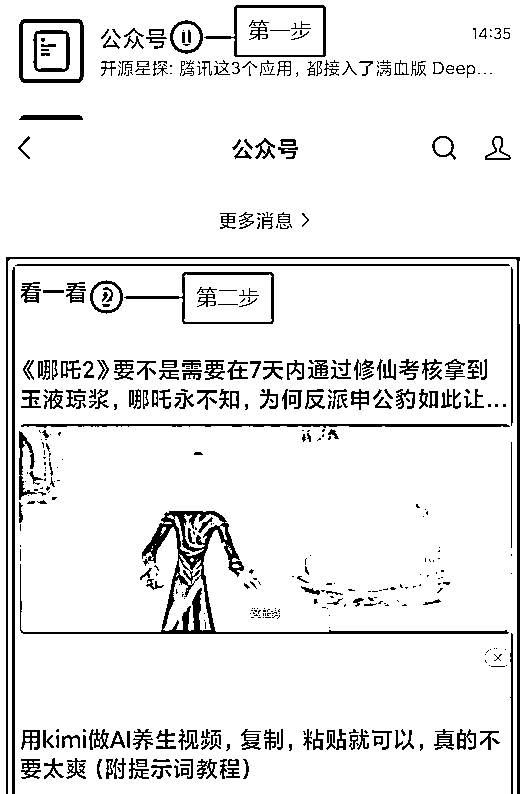 公众号 ① 第一步 14:35
开源星探: 腾讯这3个应用, 都接入了满血版 Deep...
公众号
更多消息
看一看 ② 第二步
《哪吒2》要不是需要在7天内通过修仙考核拿到
玉液琼浆, 哪吒永不知, 为何反派申公豹如此让...
用kimi做AI养生视频, 复制, 粘贴就可以, 真的不
要太爽 (附提示词教程)